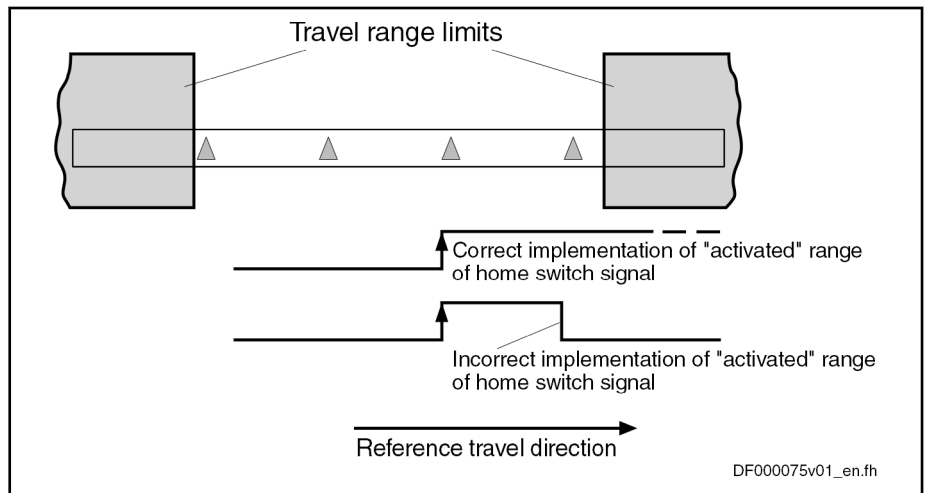 Travel range limits
Correct implementation of "activated" range
of home switch signal
Incorrect implementation of "activated" range
of home switch signal
Reference travel direction
DF000075v01_en.fh